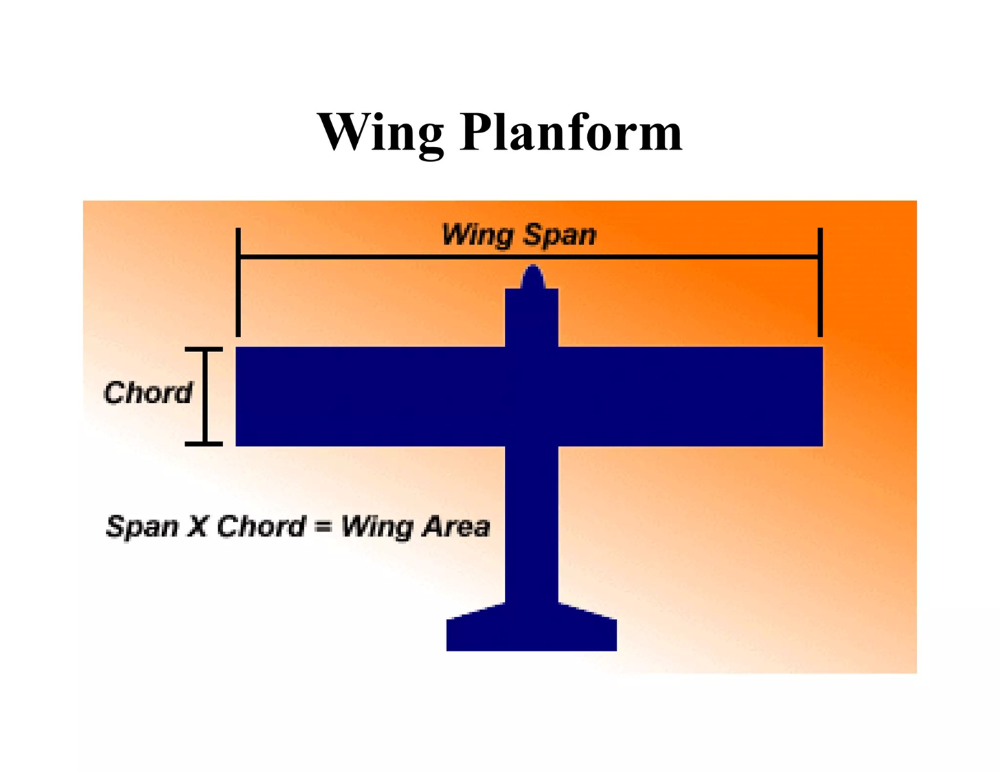 Wing Planform
Wing Span
Chord
Span X Chord = Wing Area